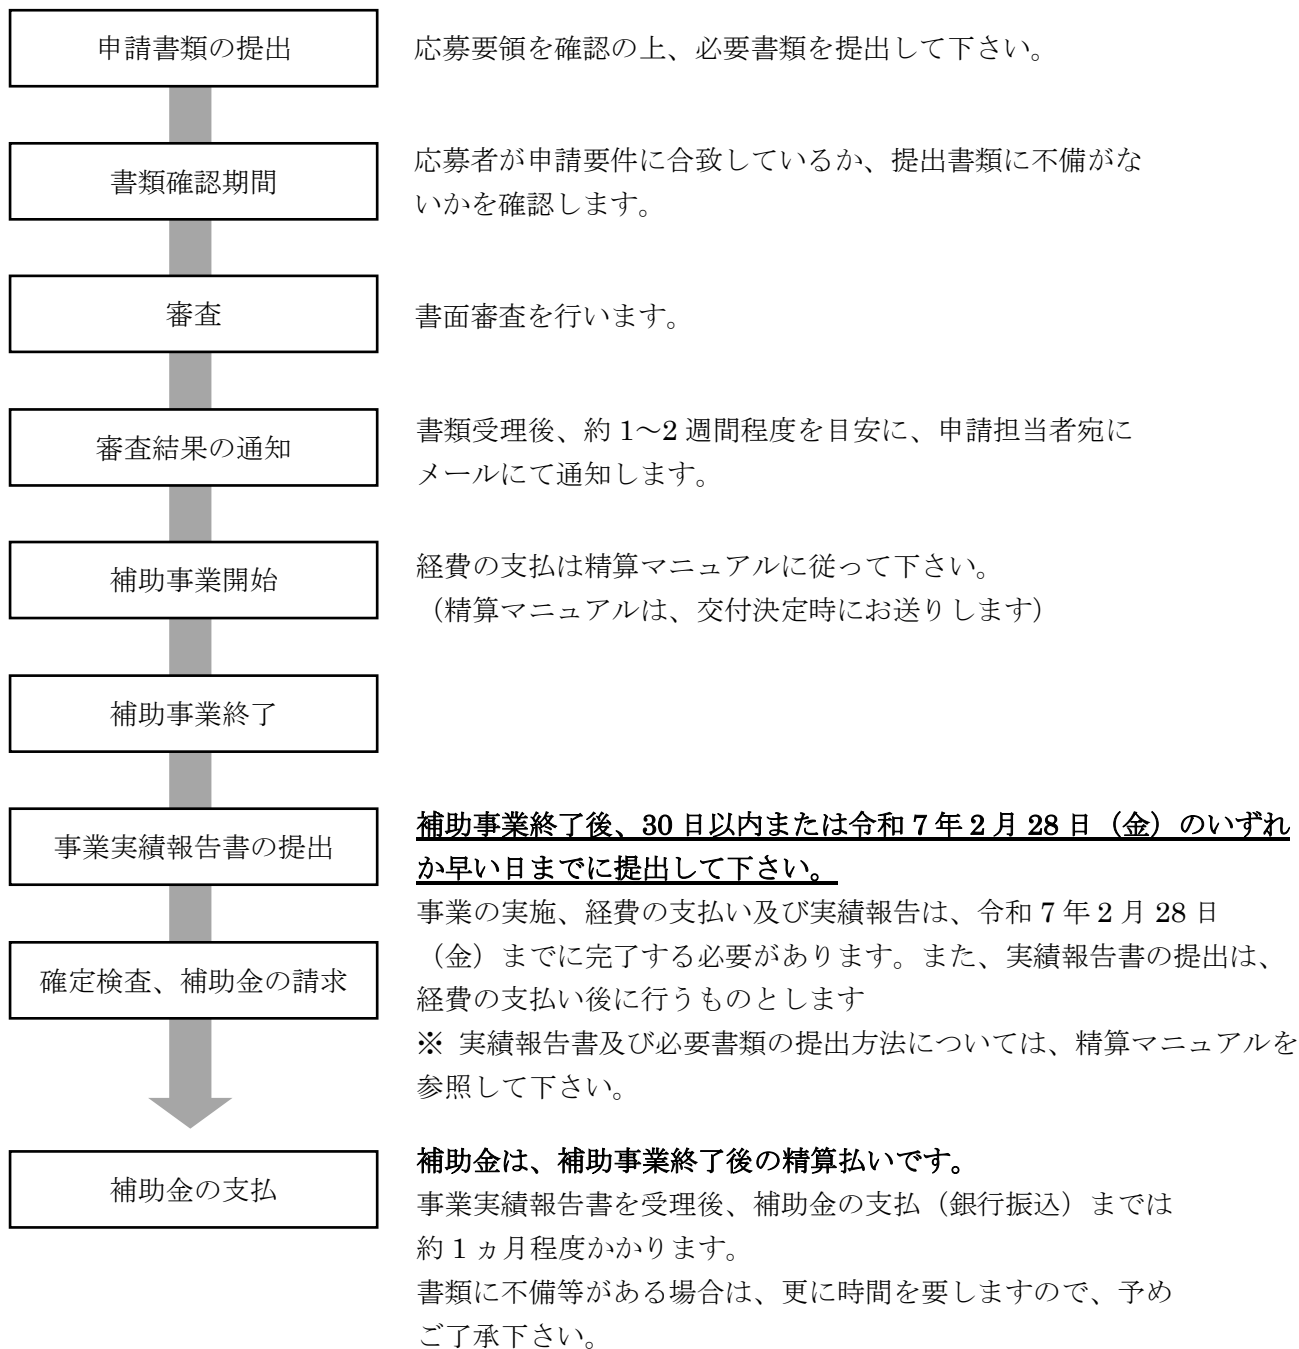 申請書類の提出
応募要領を確認の上、必要書類を提出して下さい。
書類確認期間
応募者が申請要件に合致しているか、提出書類に不備がな
いかを確認します。
審査
書面審査を行います。
審査結果の通知
書類受理後、約 1～2 週間程度を目安に、申請担当者宛に
メールにて通知します。
補助事業開始
経費の支払は精算マニュアルに従って下さい。
（精算マニュアルは、交付決定時にお送りします）
補助事業終了
事業実績報告書の提出
補助事業終了後、30 日以内または令和 7 年 2 月 28 日（金）のいずれ
か早い日までに提出して下さい。
事業の実施、経費の支払い及び実績報告は、令和 7 年 2 月 28 日
（金）までに完了する必要があります。また、実績報告書の提出は、
経費の支払い後に行うものとします
※ 実績報告書及び必要書類の提出方法については、精算マニュアルを
参照して下さい。
確定検査、補助金の請求
補助金の支払
補助金は、補助事業終了後の精算払いです。
事業実績報告書を受理後、補助金の支払（銀行振込）までは
約 1 ヵ月程度かかります。
書類に不備等がある場合は、更に時間を要しますので、予め
ご了承下さい。